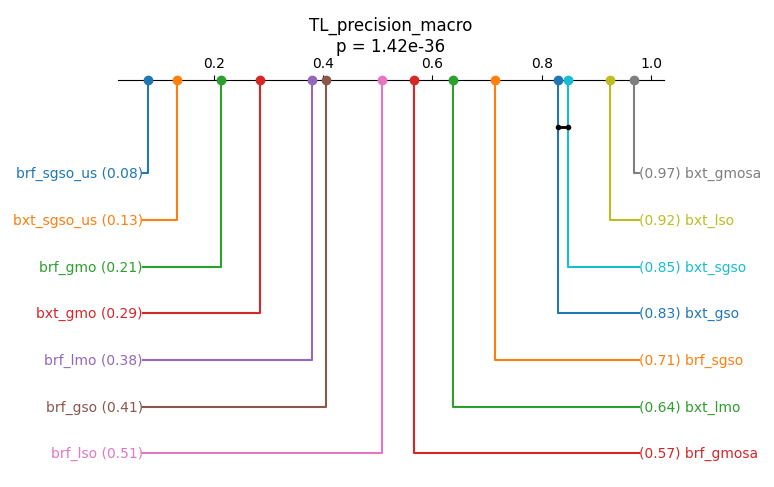 TL_precision_macro
p = 1.42e-36
0.2 0.4 0.6 0.8 1.0
brf_sgso_us (0.08) (0.97) bxt_gmosa
bxt_sgso_us (0.13) (0.92) bxt_lso
brf_gmo (0.21) (0.85) bxt_sgso
bxt_gmo (0.29) (0.83) bxt_gso
brf_lmo (0.38) (0.71) brf_sgso
brf_gso (0.41) (0.64) bxt_lmo
brf_lso (0.51) (0.57) brf_gmosa